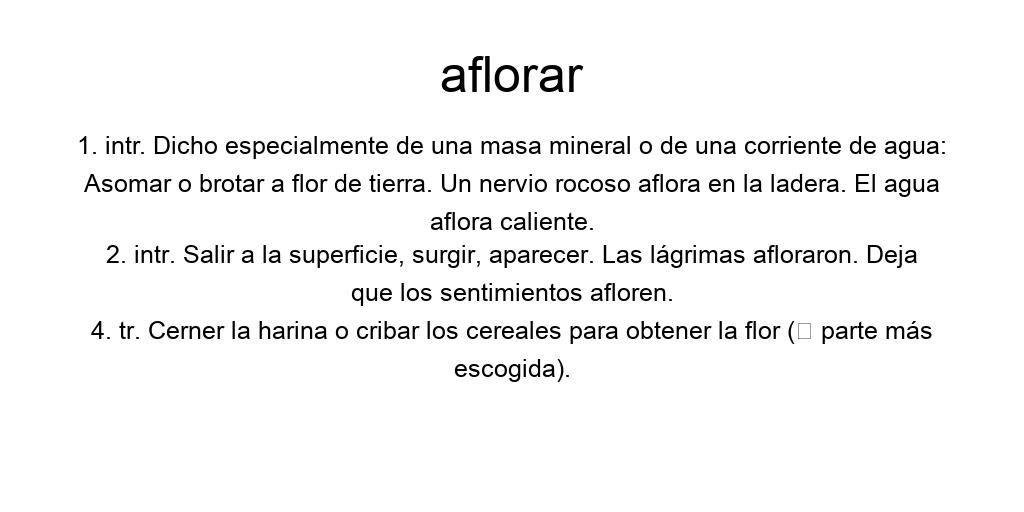 aflorar
1. intr. Dicho especialmente de una masa mineral o de una corriente de agua:
Asomar o brotar a flor de tierra. Un nervio rocoso aflora en la ladera. El agua
aflora caliente.
2. intr. Salir a la superficie, surgir, aparecer. Las lágrimas afloraron. Deja
que los sentimientos afloren.
4. tr. Cerner la harina o cribar los cereales para obtener la flor (▯ parte más
escogida).